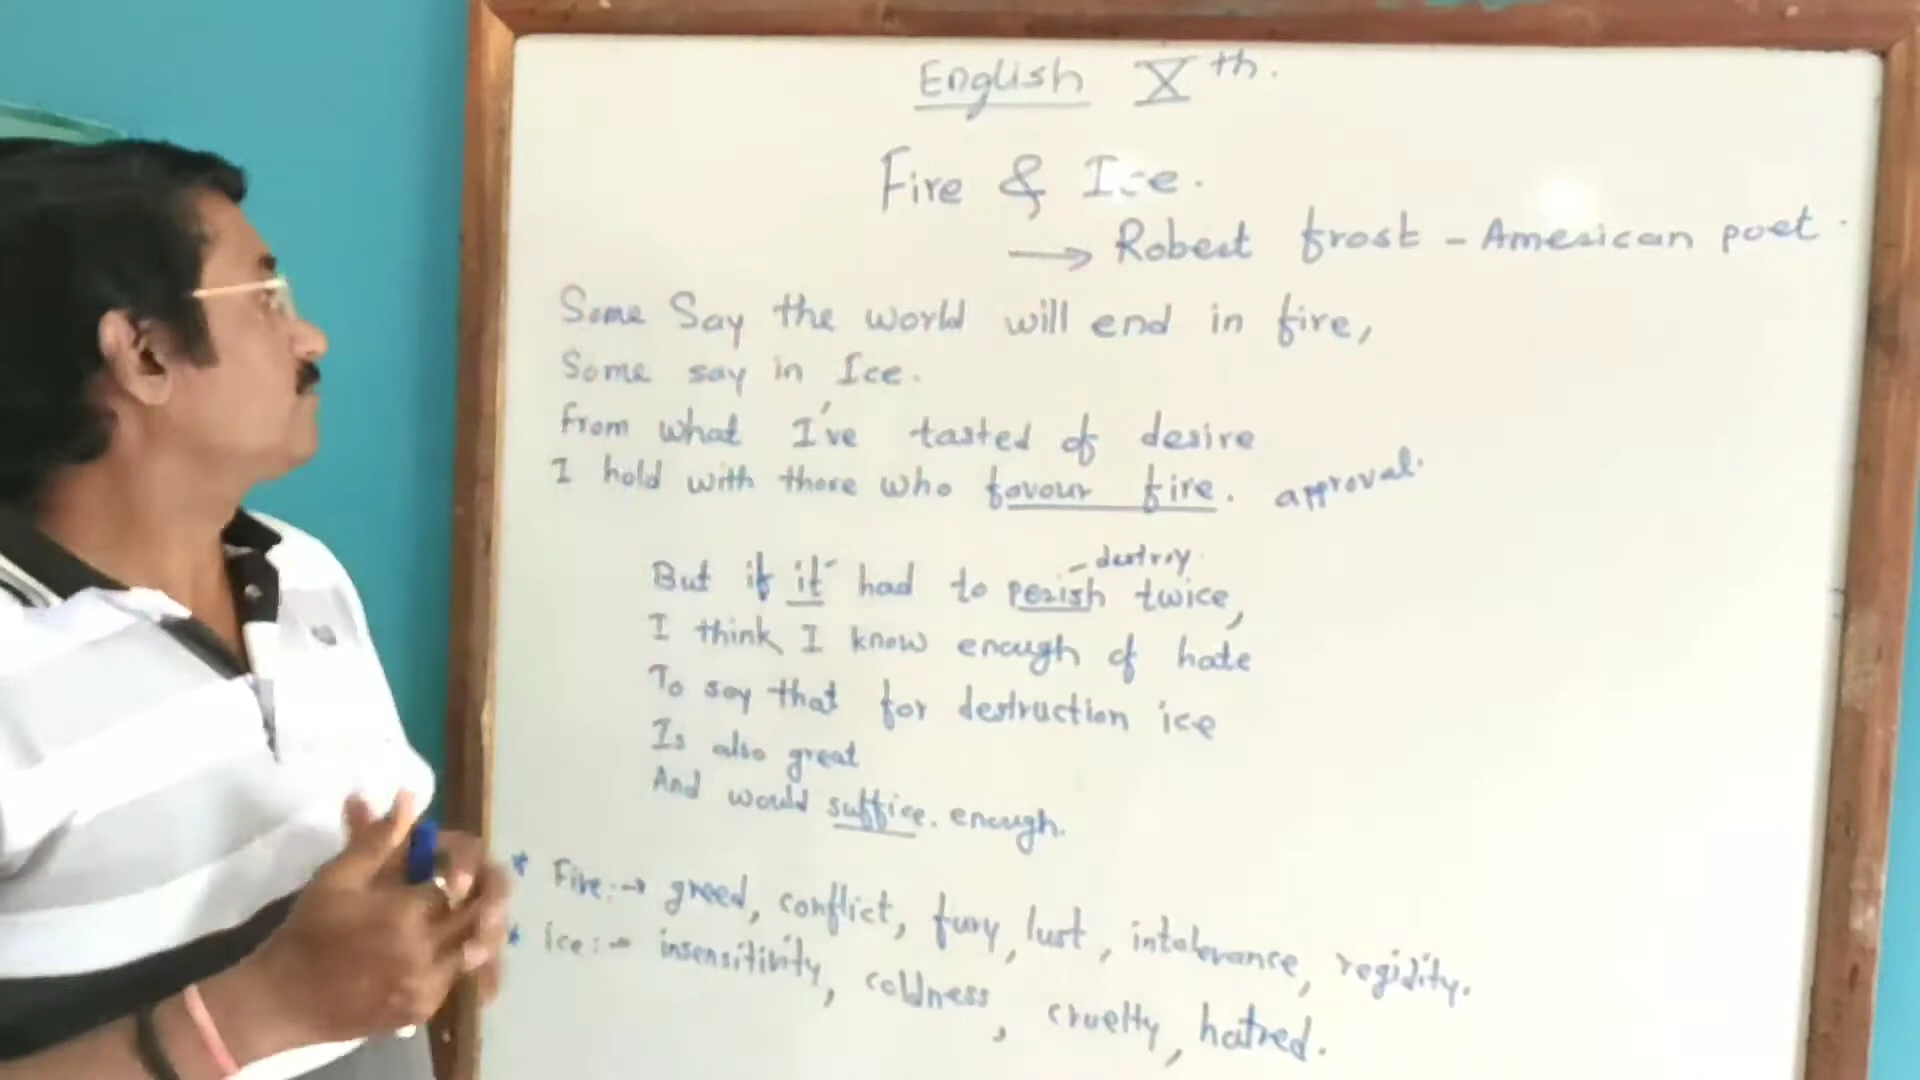 English Xth.
Fire & Ice.
→ Robert frost - American poet.
Some Say the world will end in fire,
Some say in Ice.
From what I've tasted of desire
I hold with those who favour fire. approval.
- destroy.
But if it had to perish twice,
I think I know enough of hate
To say that for destruction ice
Is also great
And would suffice. enough.
* Fire:→ greed, conflict, fury, lust, intolerance, regidity.
* ice:→ insensitivity, coldness, cruelty, hatred.